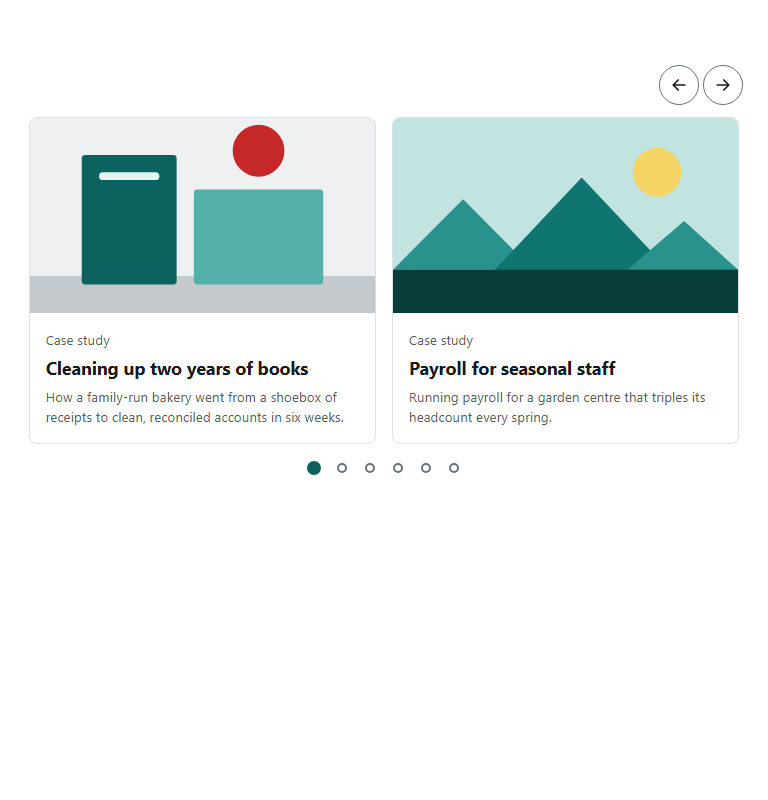 Case study
Cleaning up two years of books
How a family-run bakery went from a shoebox of
receipts to clean, reconciled accounts in six weeks.
Case study
Payroll for seasonal staff
Running payroll for a garden centre that triples its
headcount every spring.